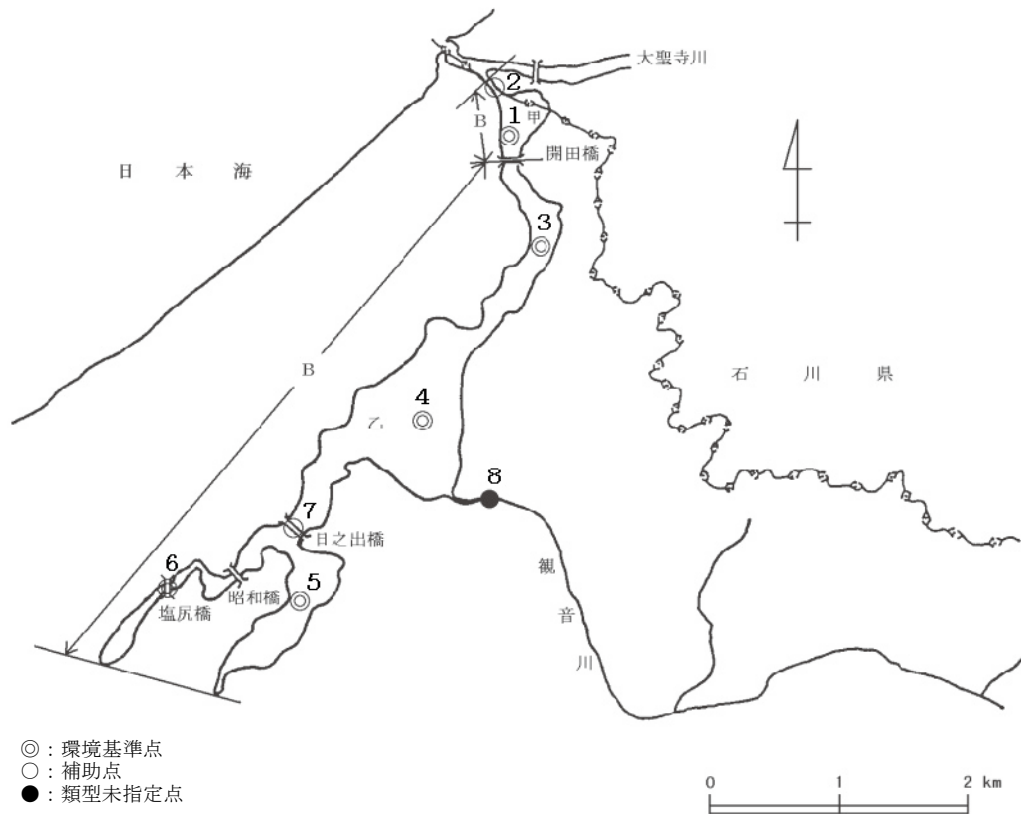 大聖寺川
2
甲
B
1
開田橋
日本海
3
B
石川県
4
乙
8
7
日之出橋
6
昭和橋
5
塩尻橋
観音川
◎：環境基準点
○：補助点
●：類型未指定点
0 1 2 km